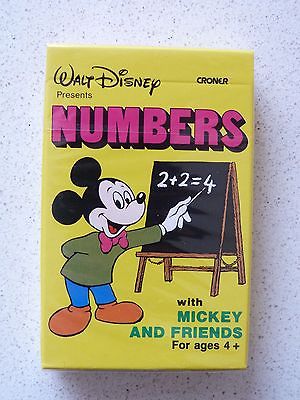 WALT DISNEY
CRONER
Presents
NUMBERS
2+2=4
with
MICKEY
AND FRIENDS
For ages 4+